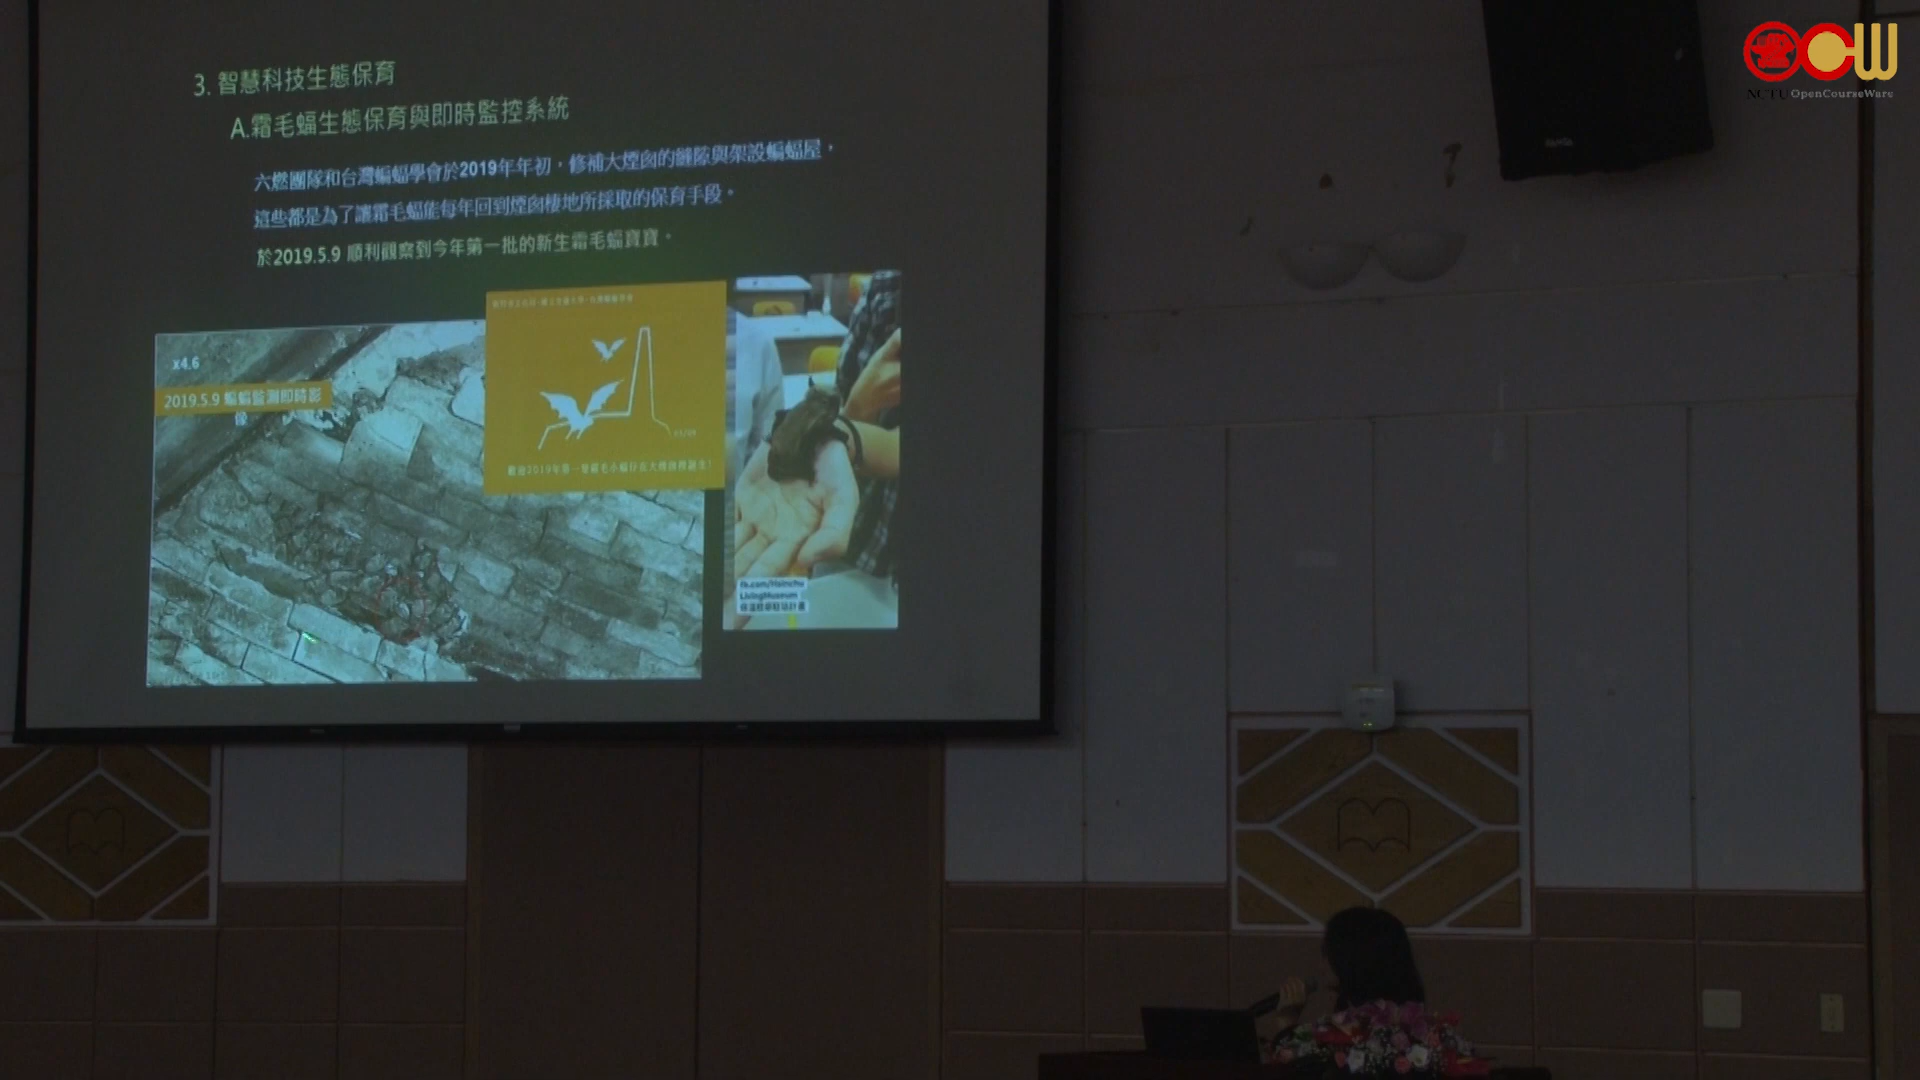 3. 智慧科技生態保育
A.霜毛蝠生態保育與即時監控系統
六燃團隊和台灣蝙蝠學會於2019年年初，修補大煙囪的縫隙與架設蝙蝠屋，
這些都是為了讓霜毛蝠能每年回到煙囪棲地所採取的保育手段。
於2019.5.9 順利觀察到今年第一批的新生霜毛蝠寶寶。
x4.6
2019.5.9 蝙蝠監測即時影
像
fb.com/Hsinchu
LivingMuseum
NCTU OpenCourseWare